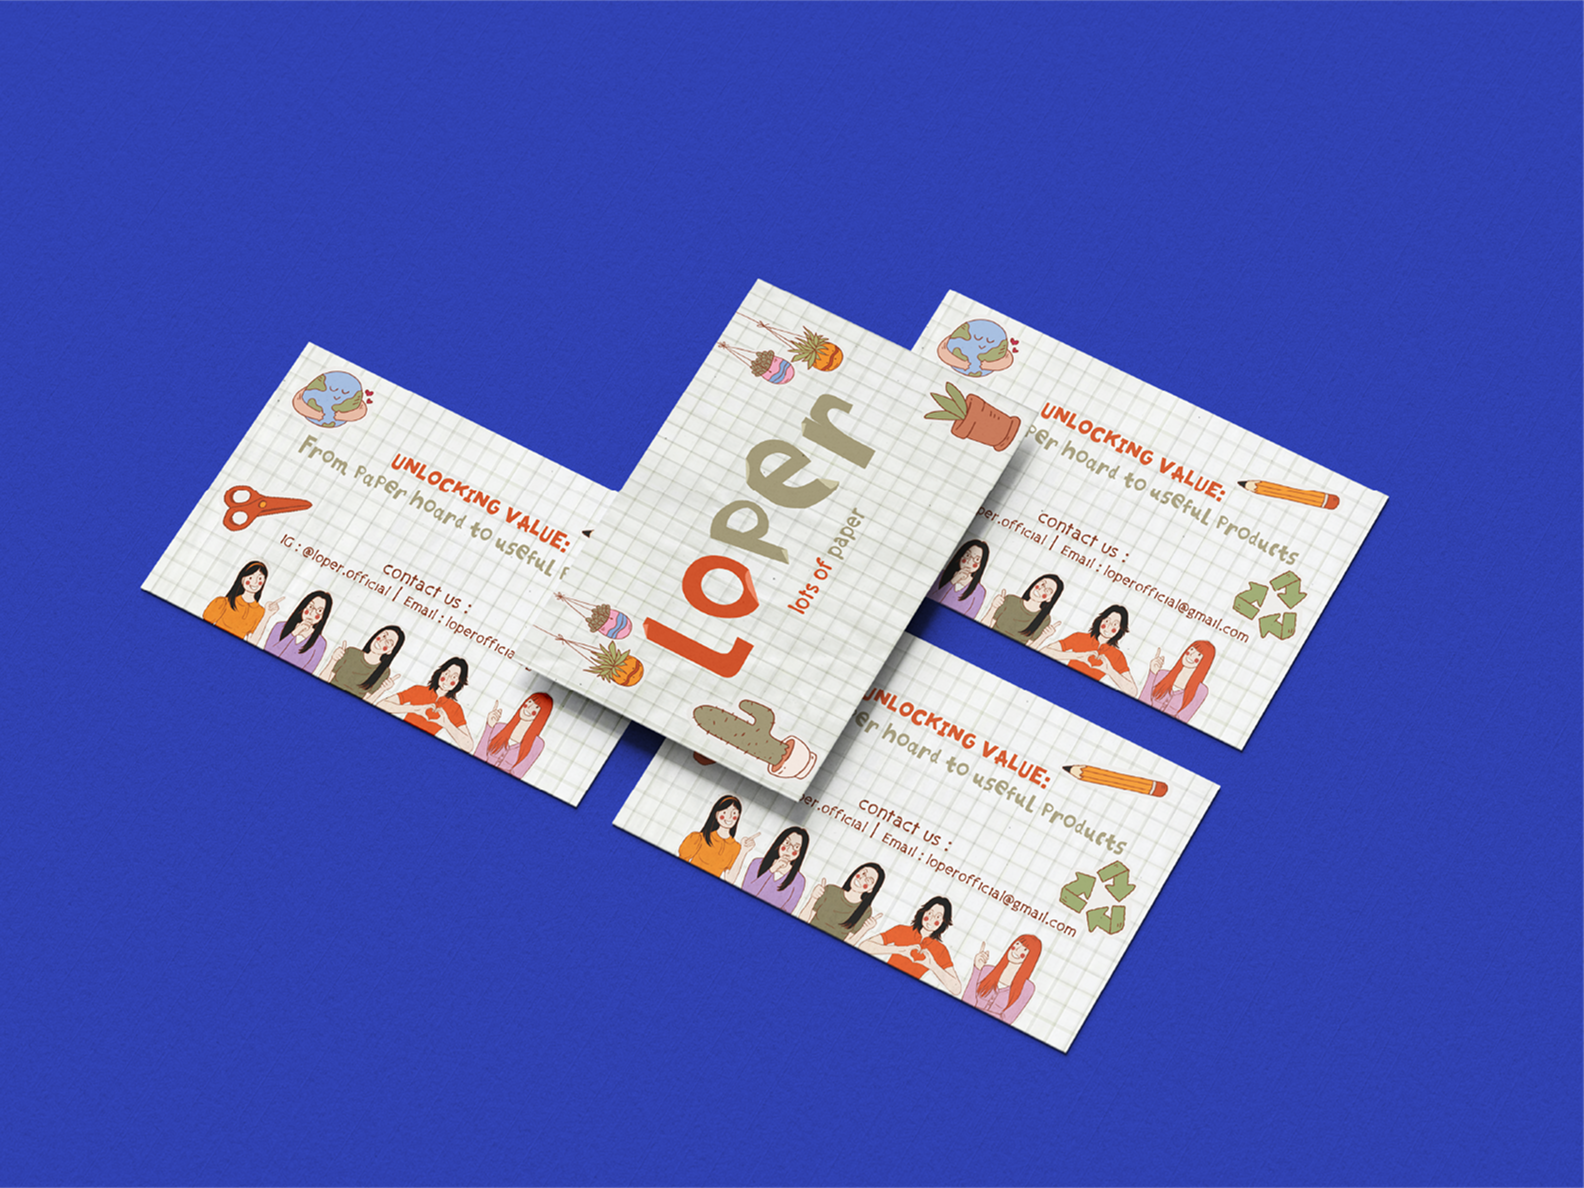 UNLOCKING VALUE:
From Paper hoard to useful
contact us :
IG : @loper.official | Email : loperofficia
Loper
lots of paper
UNLOCKING VALUE:
per hoard to useful Products
contact us :
per.official | Email : loperofficial@gmail.com
UNLOCKING VALUE:
er hoard to useful Products
contact us :
per.official | Email : loperofficial@gmail.com